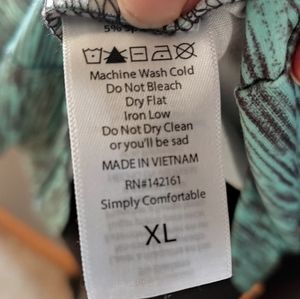 Machine Wash Cold
Do Not Bleach
Dry Flat
Iron Low
Do Not Dry Clean
or you'll be sad
MADE IN VIETNAM
RN#142161
Simply Comfortable
XL